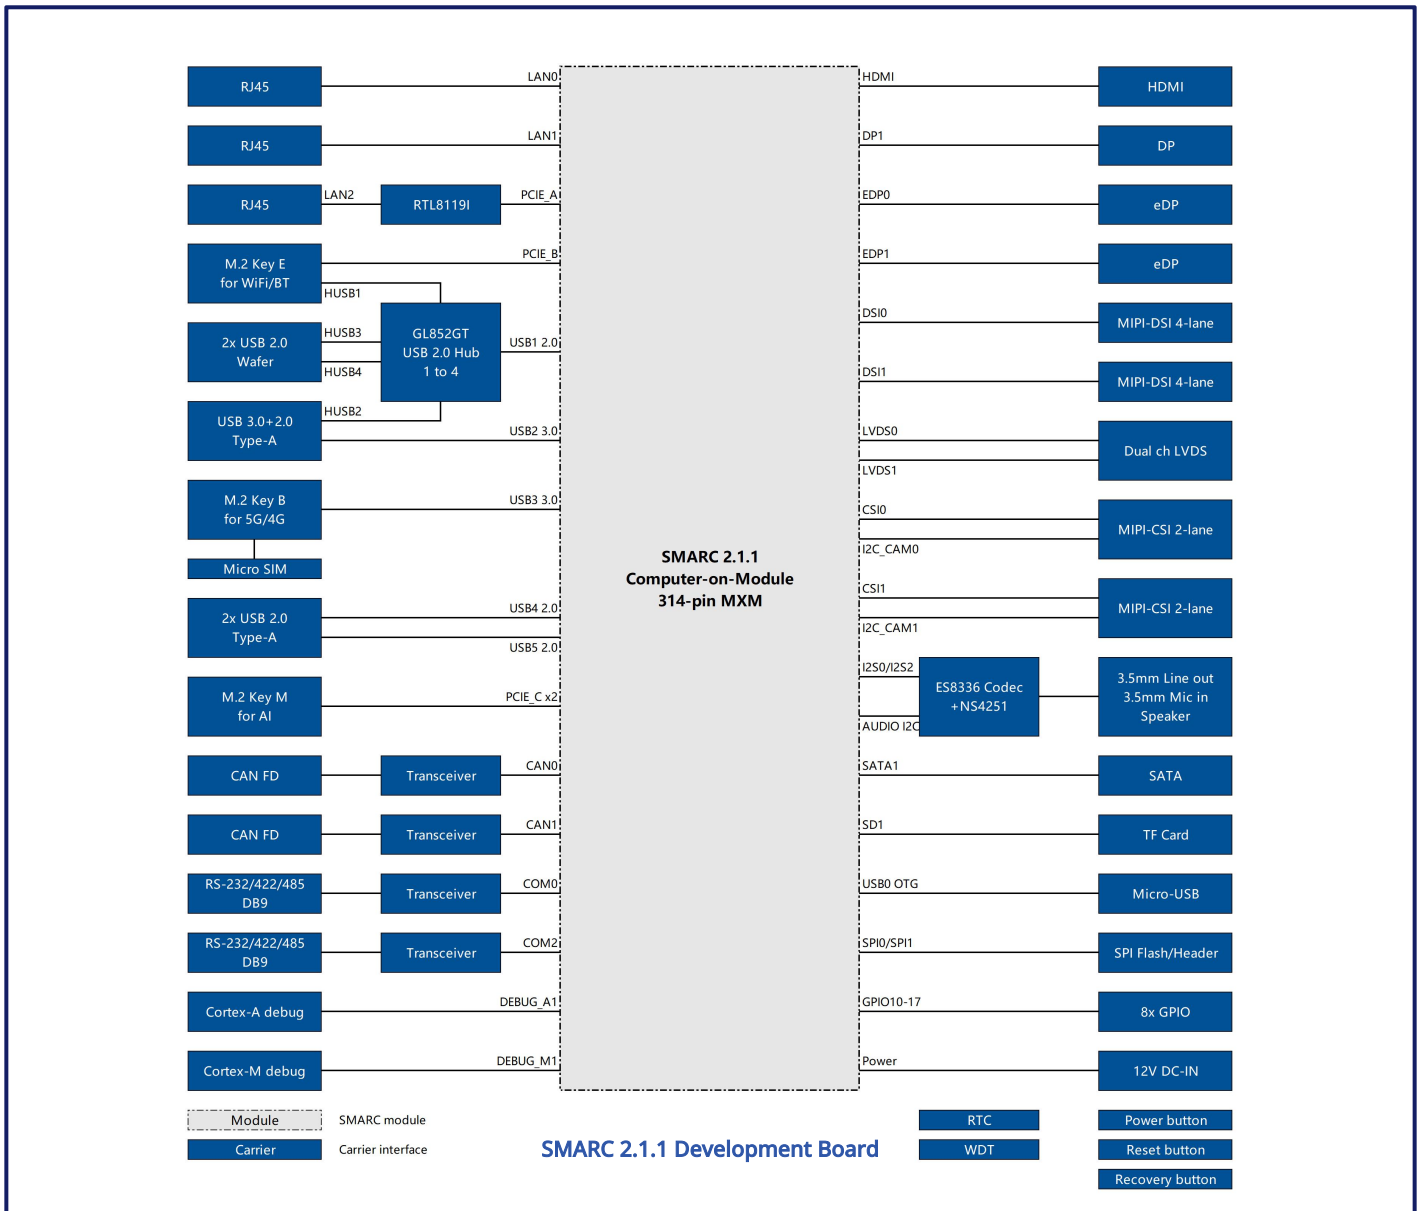 RJ45
LAN0
RJ45
LAN1
RJ45
LAN2
RTL8119I
PCIE_A
M.2 Key E
for WiFi/BT
PCIE_B
HUSB1
2x USB 2.0
Wafer
HUSB3
HUSB4
GL852GT
USB 2.0 Hub
1 to 4
USB1 2.0
USB 3.0+2.0
Type-A
HUSB2
USB2 3.0
M.2 Key B
for 5G/4G
USB3 3.0
Micro SIM
2x USB 2.0
Type-A
USB4 2.0
USB5 2.0
M.2 Key M
for AI
PCIE_C x2
CAN FD
Transceiver
CAN0
CAN FD
Transceiver
CAN1
RS-232/422/485
DB9
Transceiver
COM0
RS-232/422/485
DB9
Transceiver
COM2
Cortex-A debug
DEBUG_A1
Cortex-M debug
DEBUG_M1
SMARC 2.1.1
Computer-on-Module
314-pin MXM
HDMI
HDMI
DP1
DP
EDP0
eDP
EDP1
eDP
DSI0
MIPI-DSI 4-lane
DSI1
MIPI-DSI 4-lane
LVDS0
LVDS1
Dual ch LVDS
CSI0
I2C_CAM0
MIPI-CSI 2-lane
CSI1
I2C_CAM1
MIPI-CSI 2-lane
I2S0/I2S2
AUDIO I2C
ES8336 Codec
+NS4251
3.5mm Line out
3.5mm Mic in
Speaker
SATA1
SATA
SD1
TF Card
USB0 OTG
Micro-USB
SPI0/SPI1
SPI Flash/Header
GPIO10-17
8x GPIO
Power
12V DC-IN
Module
SMARC module
Carrier
Carrier interface
SMARC 2.1.1 Development Board
RTC
WDT
Power button
Reset button
Recovery button